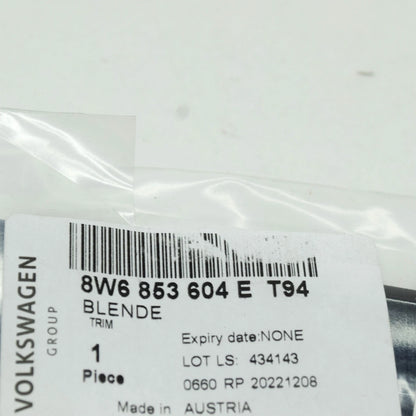 VOLKSWAGEN
GROUP
8W6 853 604 E T94
BLENDE
TRIM
1
Piece
Expiry date:NONE
LOT LS: 434143
0660 RP 20221208
Made in AUSTRIA